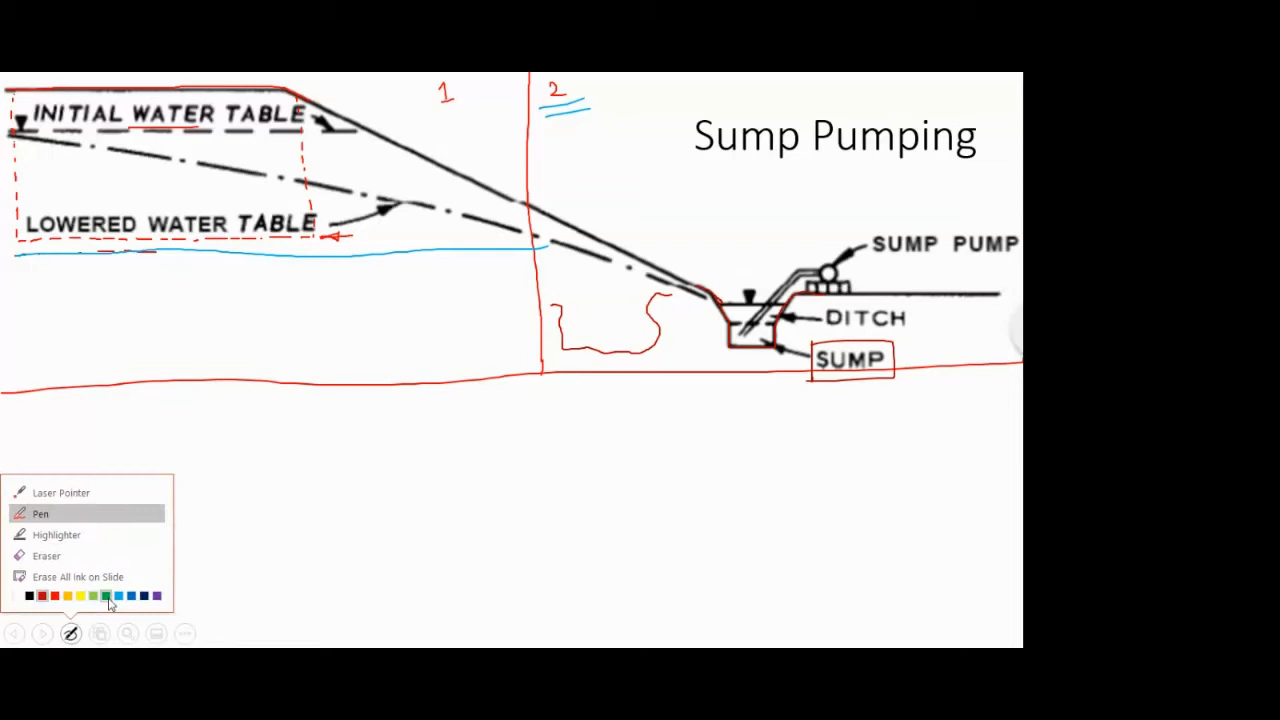 1
2
INITIAL WATER TABLE
Sump Pumping
LOWERED WATER TABLE
SUMP PUMP
DITCH
SUMP
Laser Pointer
Pen
Highlighter
Eraser
Erase All Ink on Slide